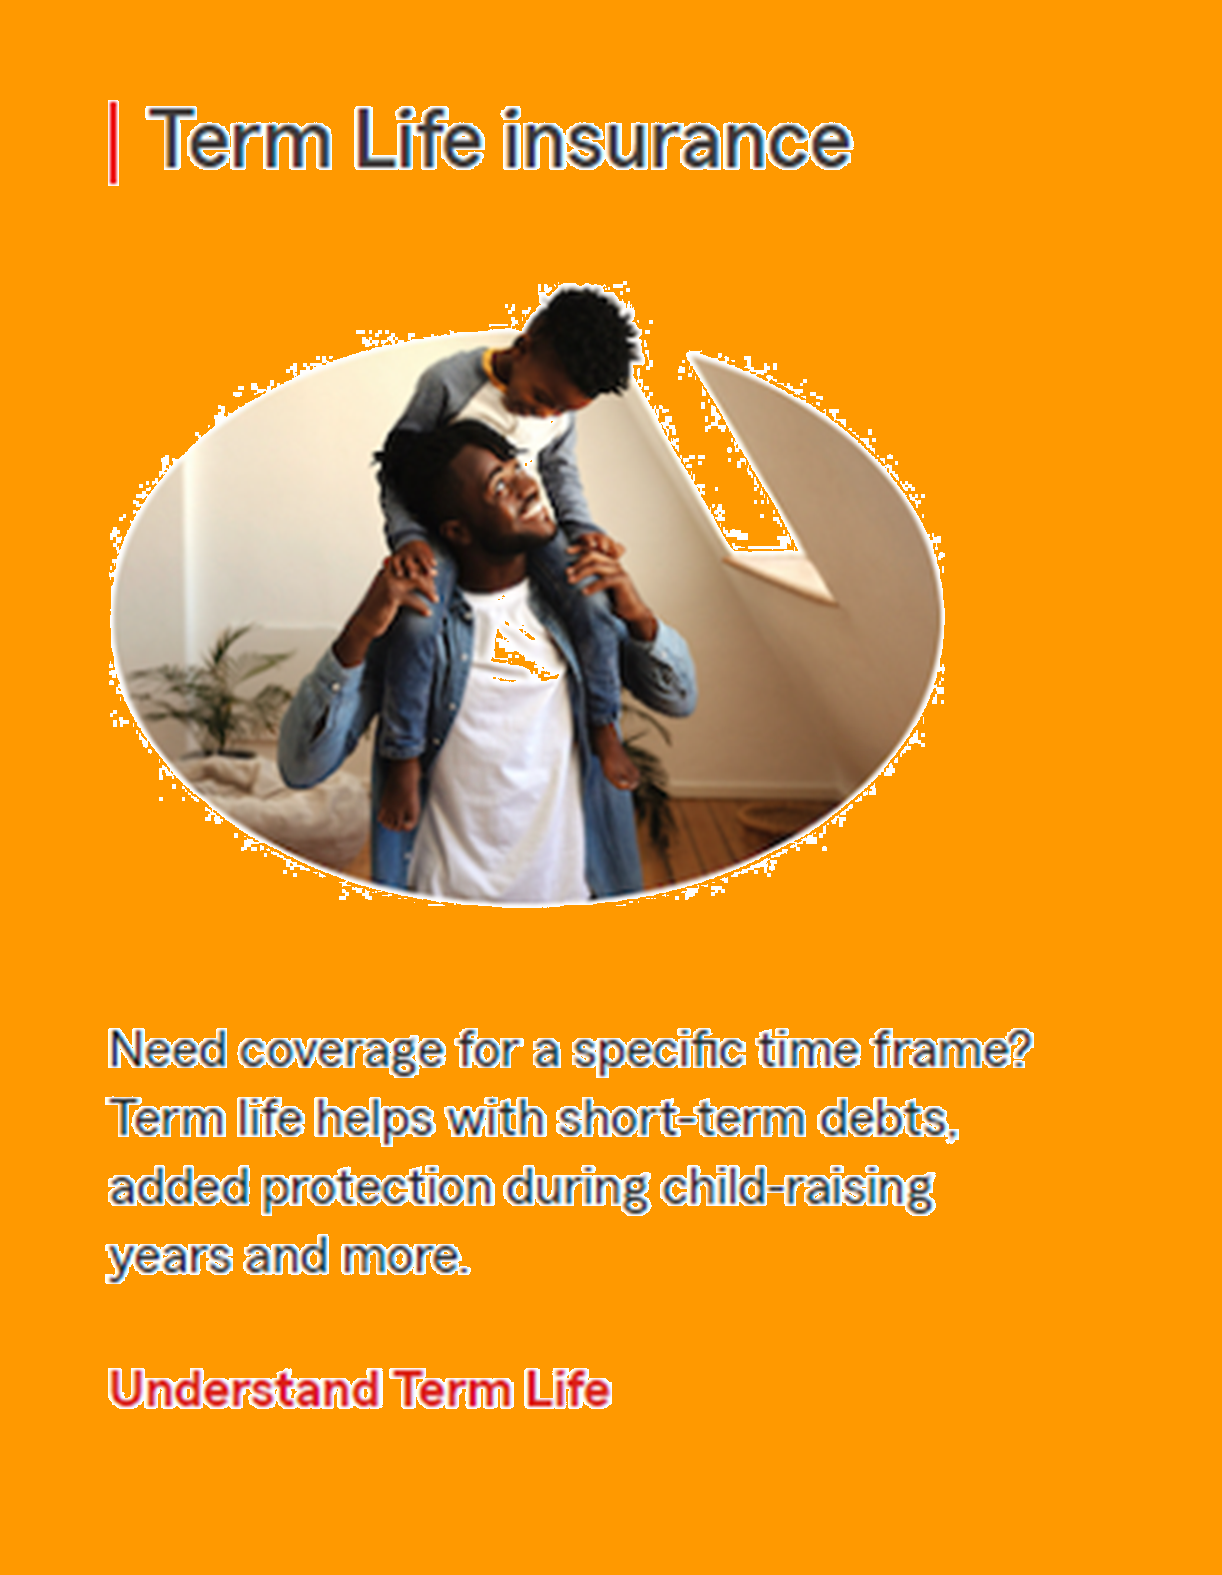 Term Life insurance
Need coverage for a specific time frame?
Term life helps with short-term debts,
added protection during child-raising
years and more.
Understand Term Life